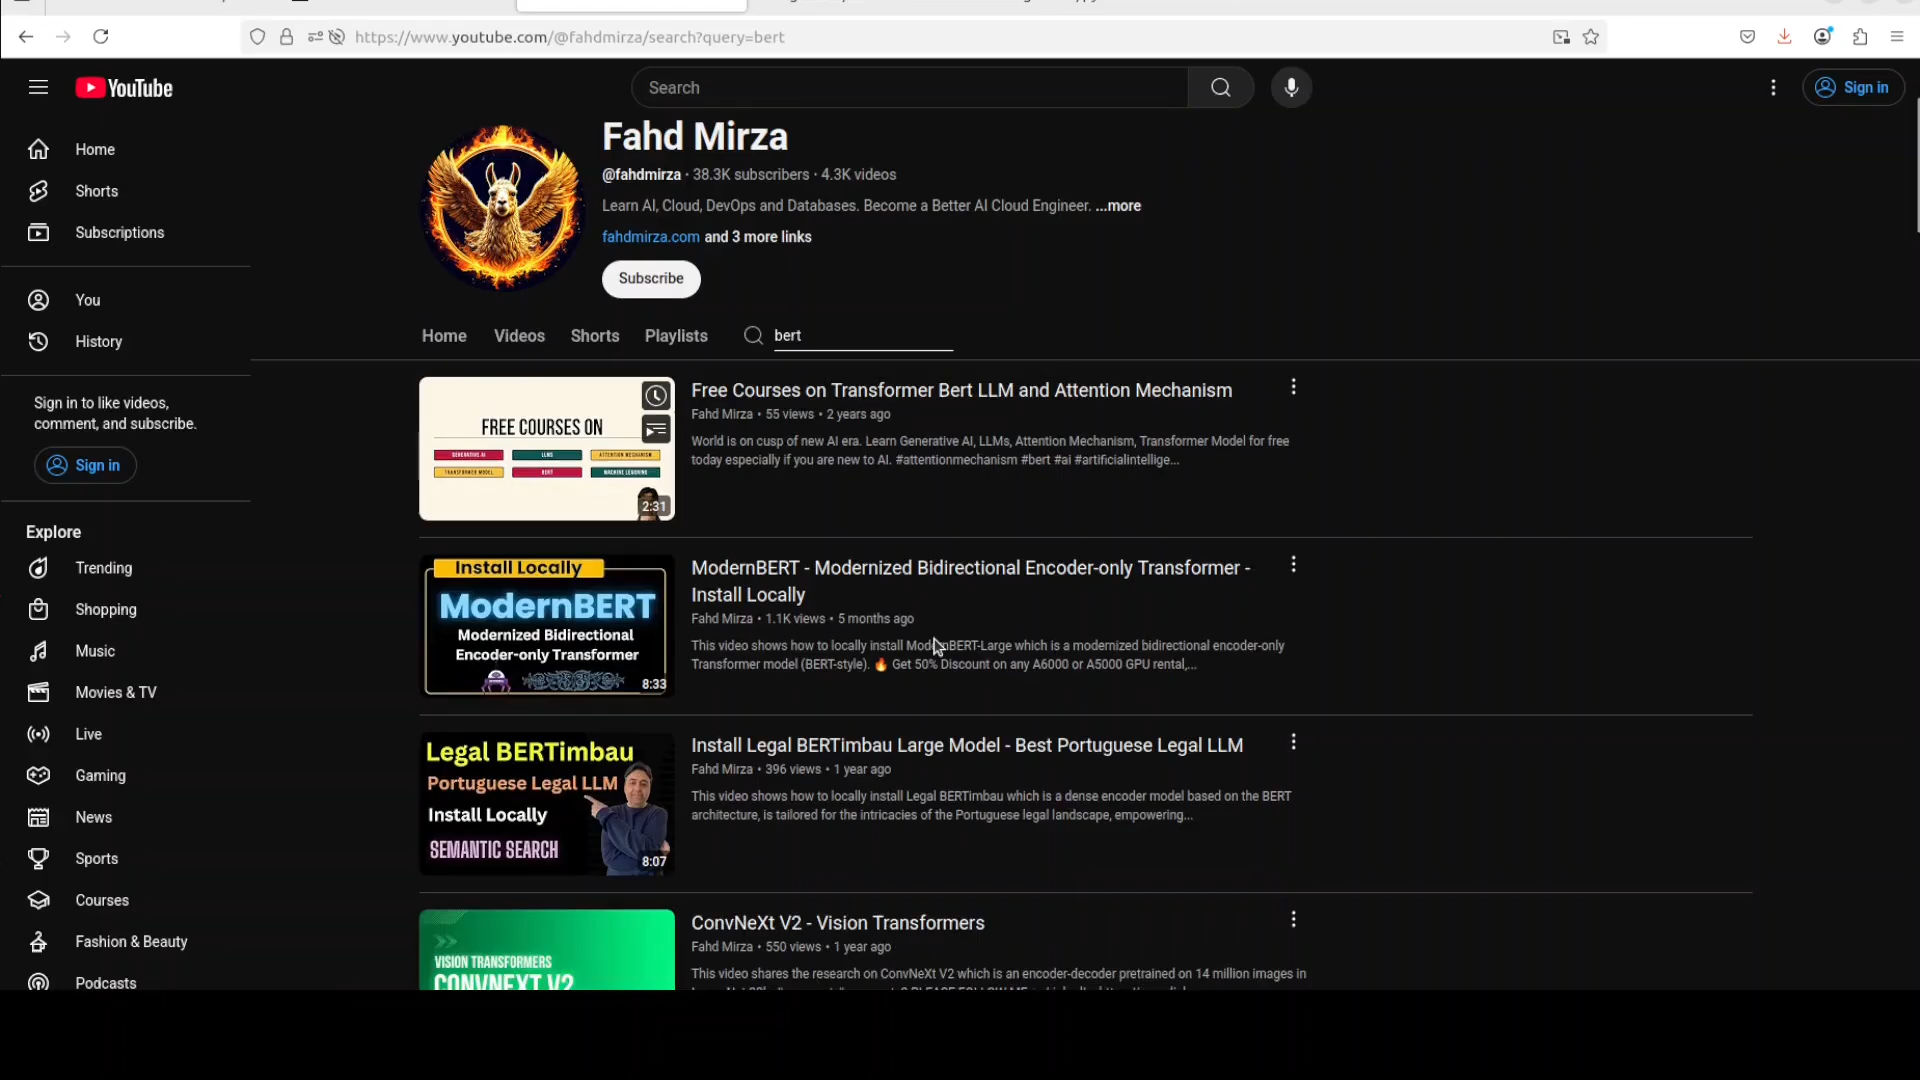 https://www.youtube.com/@fahdmirza/search?query=bert
YouTube
Search
Sign in
Home
Shorts
Subscriptions
You
History
Sign in to like videos,
comment, and subscribe.
Sign in
Explore
Trending
Shopping
Music
Movies & TV
Live
Gaming
News
Sports
Courses
Fashion & Beauty
Podcasts
Fahd Mirza
@fahdmirza • 38.3K subscribers • 4.3K videos
Learn AI, Cloud, DevOps and Databases. Become a Better AI Cloud Engineer. ...more
fahdmirza.com and 3 more links
Subscribe
Home Videos Shorts Playlists bert
FREE COURSES ON
GENERATIVE AI LLMS ATTENTION MECHANISM
TRANSFORMER MODEL BERT MACHINE LEARNING
2:31
Free Courses on Transformer Bert LLM and Attention Mechanism
Fahd Mirza • 55 views • 2 years ago
World is on cusp of new AI era. Learn Generative AI, LLMs, Attention Mechanism, Transformer Model for free
today especially if you are new to AI. #attentionmechanism #bert #ai #artificialintellige...
Install Locally
ModernBERT
Modernized Bidirectional
Encoder-only Transformer
8:33
ModernBERT - Modernized Bidirectional Encoder-only Transformer -
Install Locally
Fahd Mirza • 1.1K views • 5 months ago
This video shows how to locally install ModernBERT-Large which is a modernized bidirectional encoder-only
Transformer model (BERT-style). 🔥 Get 50% Discount on any A6000 or A5000 GPU rental,...
Legal BERTimbau
Portuguese Legal LLM
Install Locally
SEMANTIC SEARCH
8:07
Install Legal BERTimbau Large Model - Best Portuguese Legal LLM
Fahd Mirza • 396 views • 1 year ago
This video shows how to locally install Legal BERTimbau which is a dense encoder model based on the BERT
architecture, is tailored for the intricacies of the Portuguese legal landscape, empowering...
VISION TRANSFORMERS
CONVNEXT V2
ConvNeXt V2 - Vision Transformers
Fahd Mirza • 550 views • 1 year ago
This video shares the research on ConvNeXt V2 which is an encoder-decoder pretrained on 14 million images in